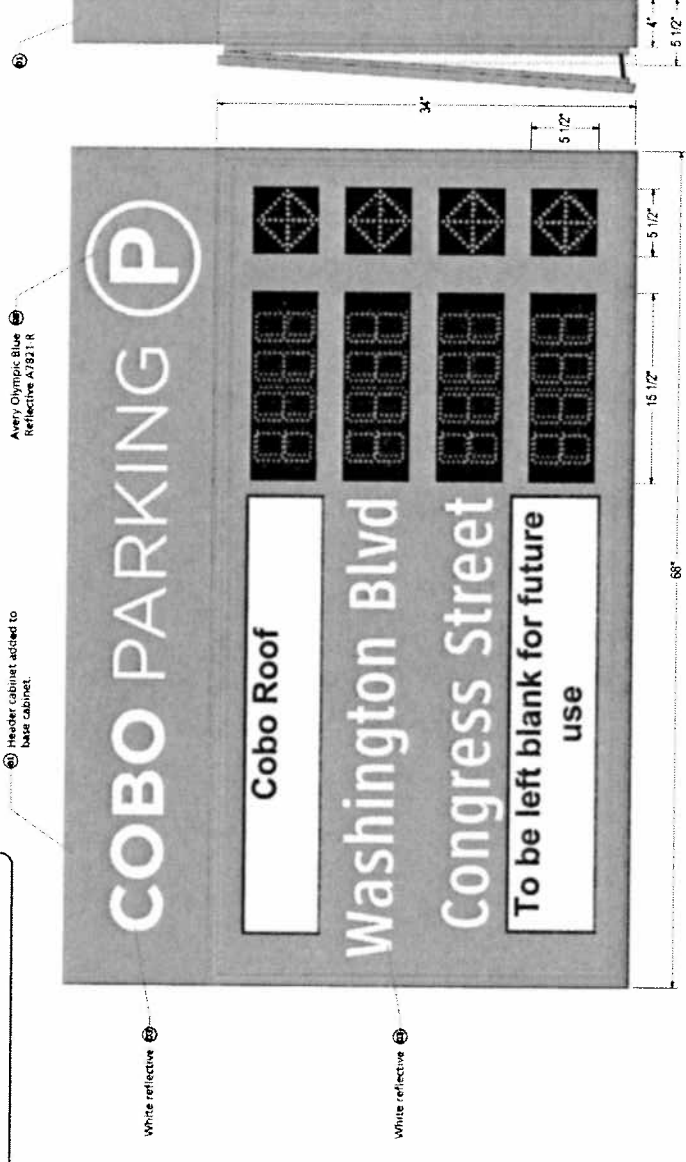 Header cabinet added to
base cabinet.
Avery Olympic Blue
Reflective A7821-R
White reflective
White reflective
COBO PARKING P
Cobo Roof
Washington Blvd
Congress Street
To be left blank for future
use
15 1/2"
5 1/2"
5 1/2"
34"
68"
4"
5 1/2"